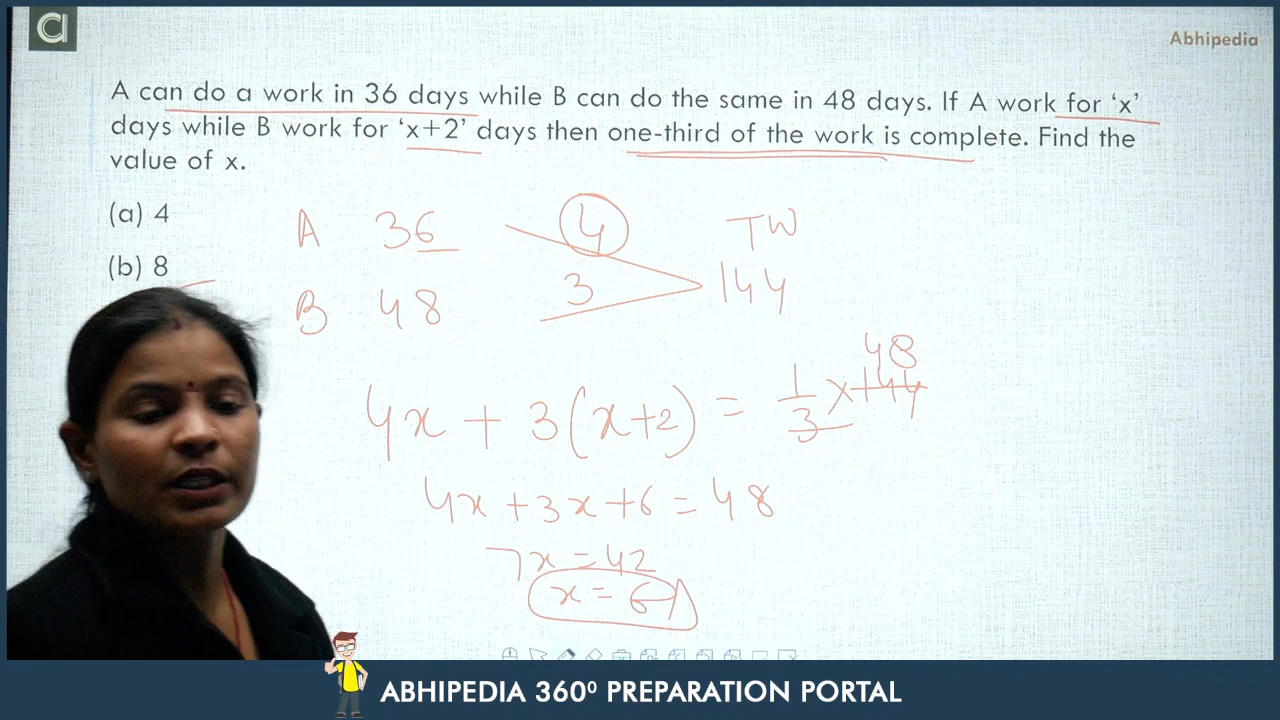 Abhipedia
A can do a work in 36 days while B can do the same in 48 days. If A work for ‘x’
days while B work for ‘x+2’ days then one-third of the work is complete. Find the
value of x.
(a) 4
(b) 8
A 36 4 TW
B 48 3 144
48
4x + 3(x+2) = 1/3 × 144
4x + 3x + 6 = 48
7x = 42
x = 6
ABHIPEDIA 360⁰ PREPARATION PORTAL